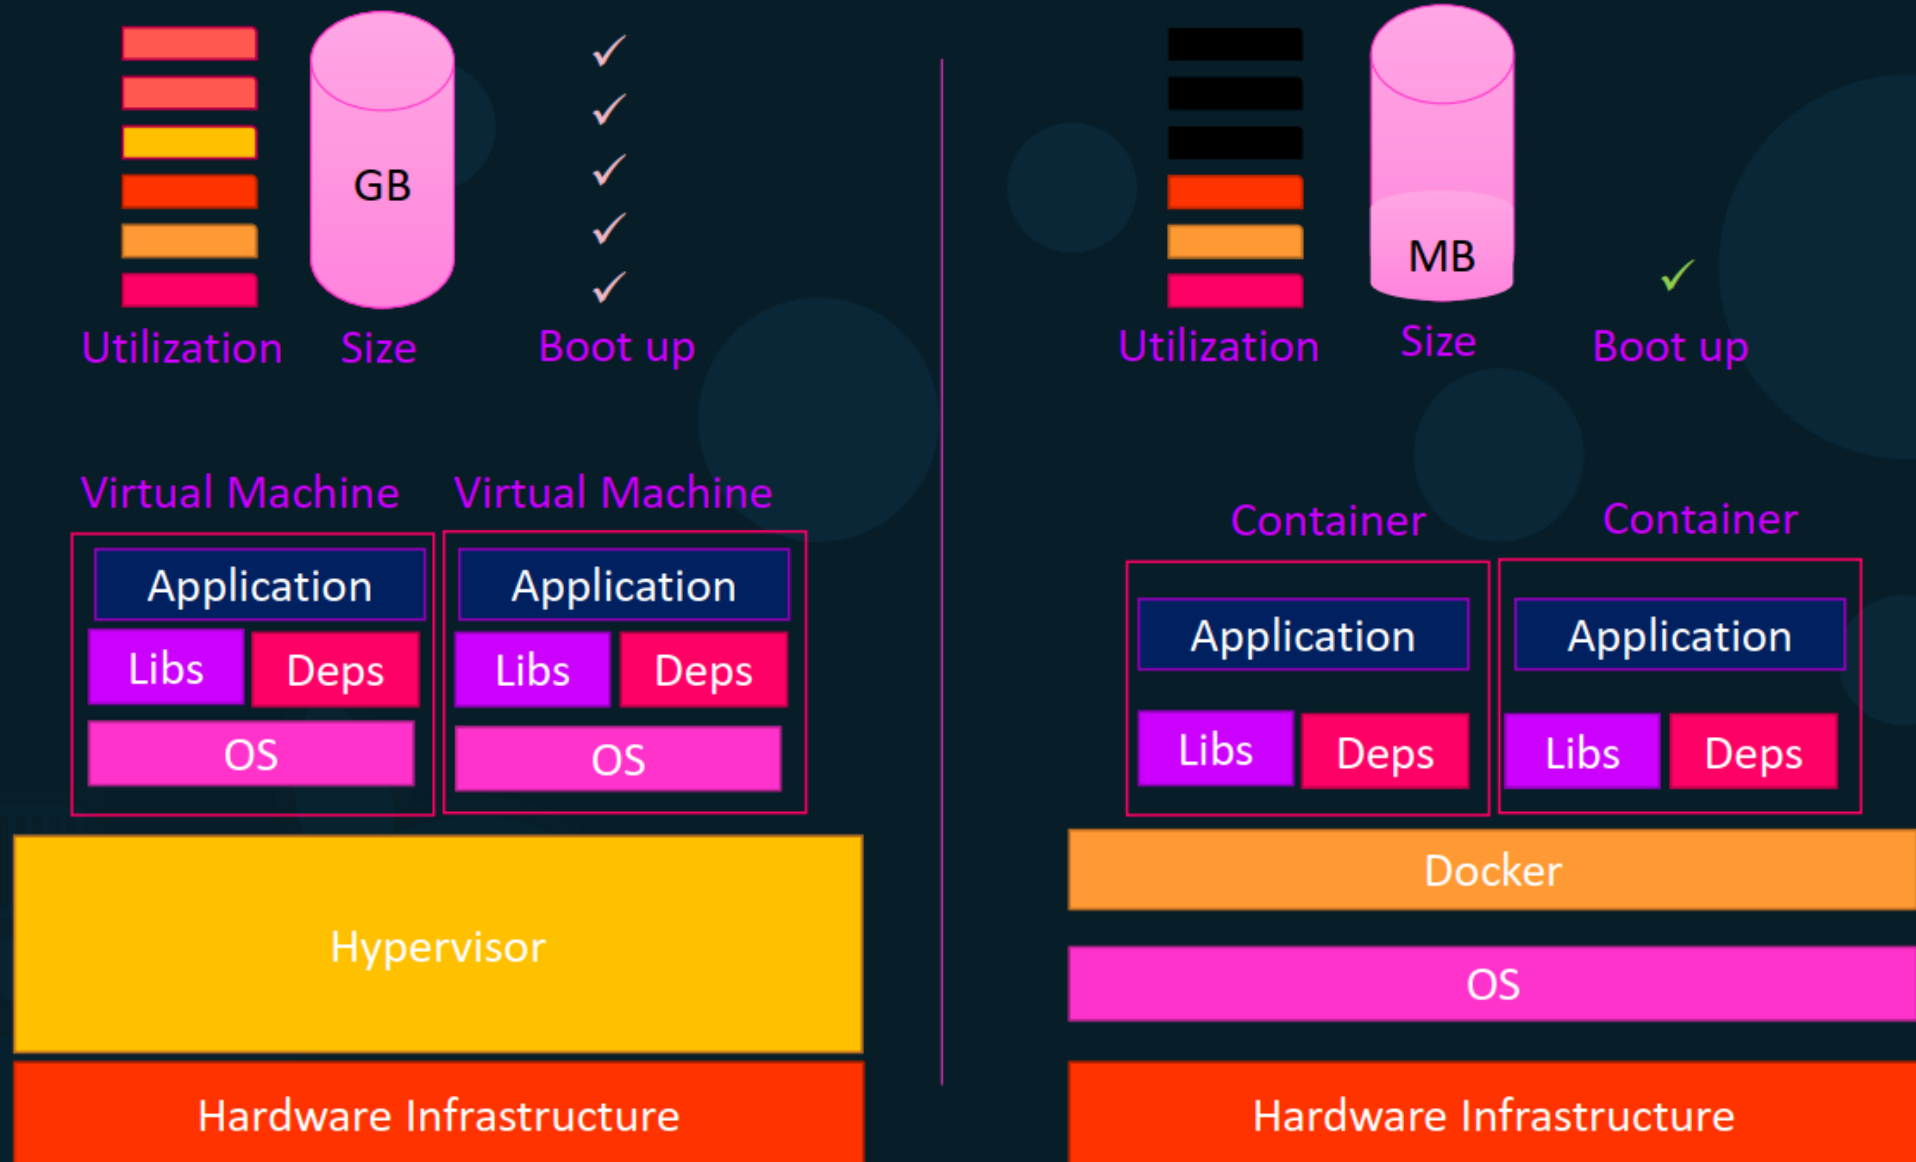 GB
Utilization
Size
Boot up
Virtual Machine
Virtual Machine
Application
Libs
Deps
OS
Application
Libs
Deps
OS
Hypervisor
Hardware Infrastructure
MB
Utilization
Size
Boot up
Container
Container
Application
Libs
Deps
Application
Libs
Deps
Docker
OS
Hardware Infrastructure